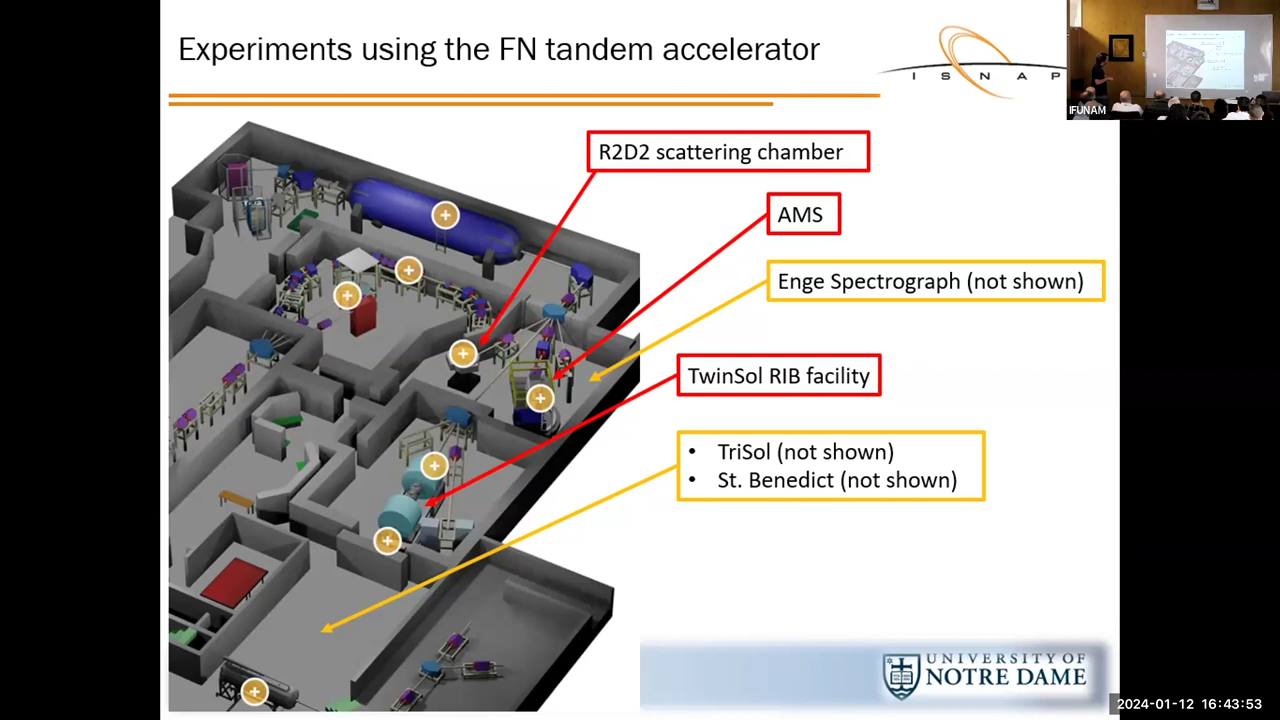 Experiments using the FN tandem accelerator
ISNAP
IFUNAM
R2D2 scattering chamber
AMS
Enge Spectrograph (not shown)
TwinSol RIB facility
• TriSol (not shown)
• St. Benedict (not shown)
UNIVERSITY OF
NOTRE DAME
2024-01-12 16:43:53